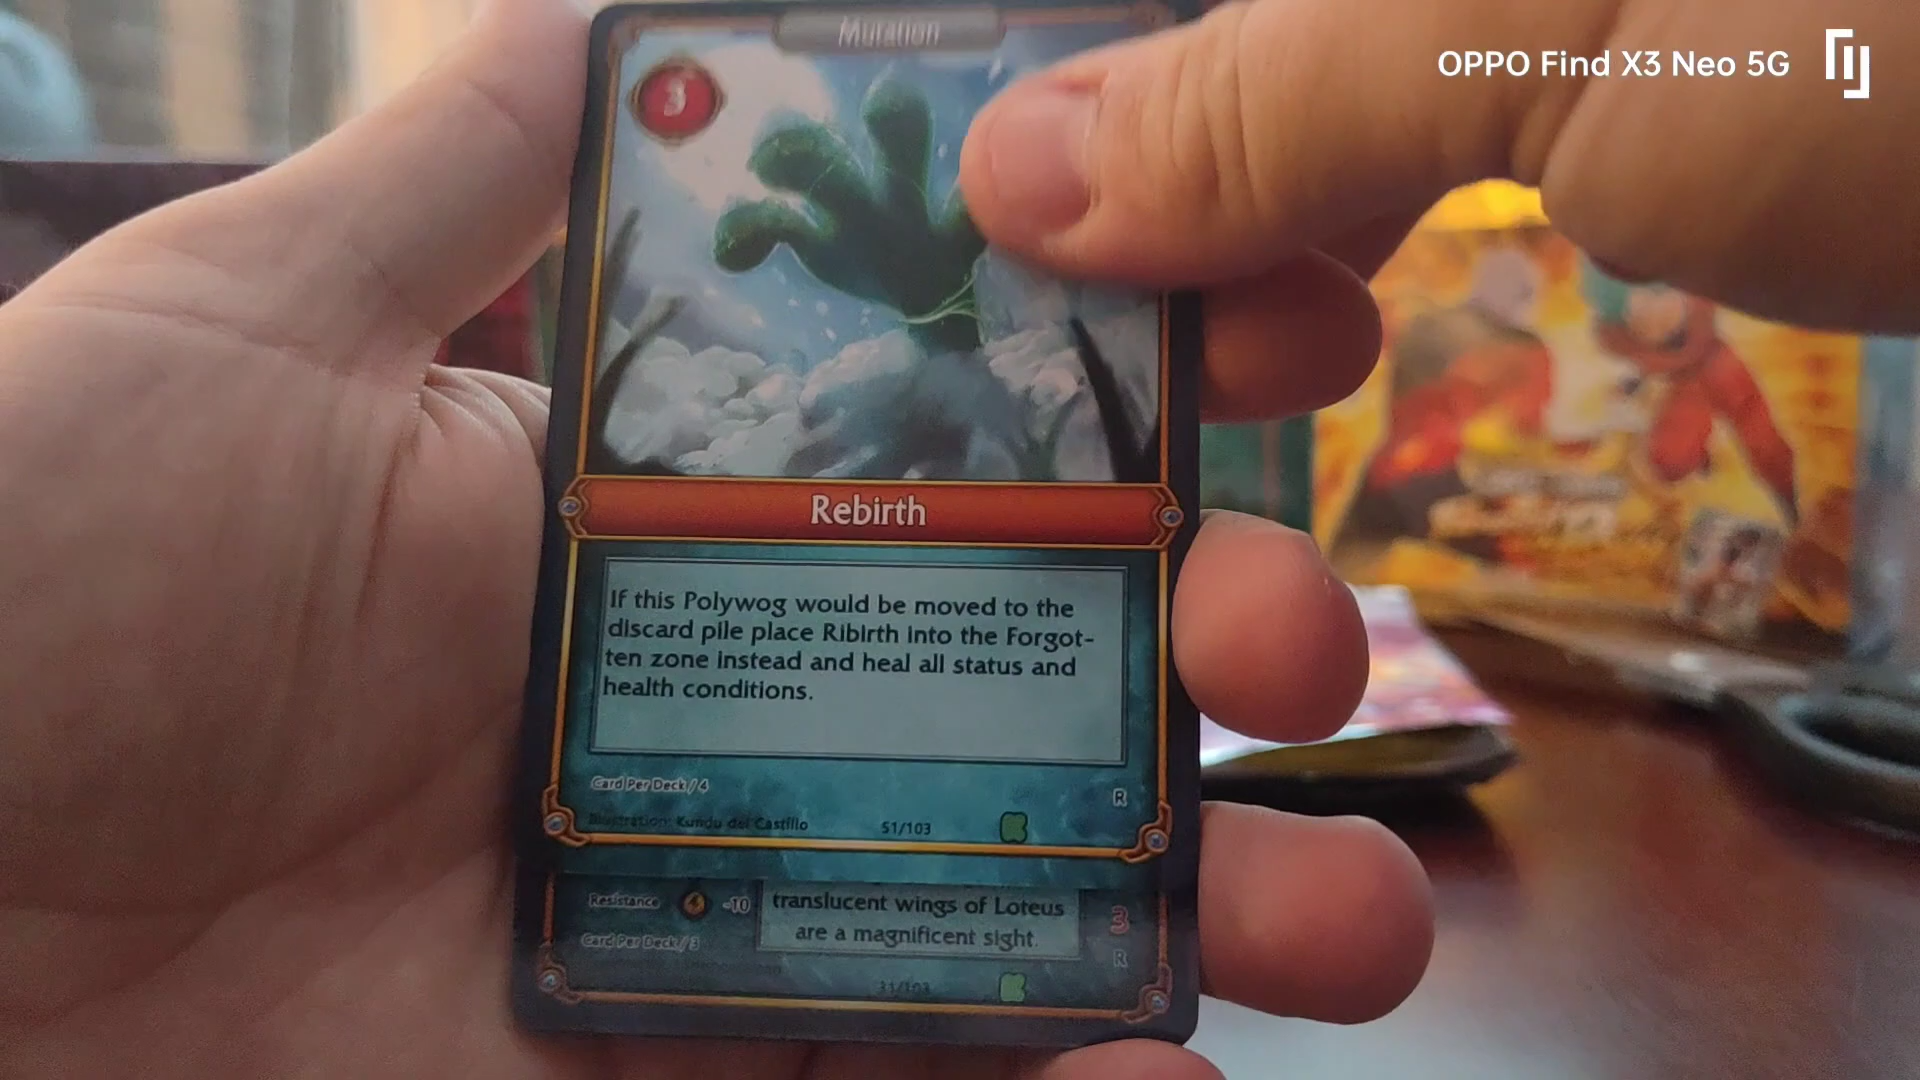 OPPO Find X3 Neo 5G
Mutation
3
Rebirth
If this Polywog would be moved to the
discard pile place Ribirth into the Forgot-
ten zone instead and heal all status and
health conditions.
Card Per Deck / 4
R
Illustration: Kundu del Castillo
51/103
Resistance
-10
translucent wings of Loteus
are a magnificent sight.
3
Card Per Deck / 3
R
31/103